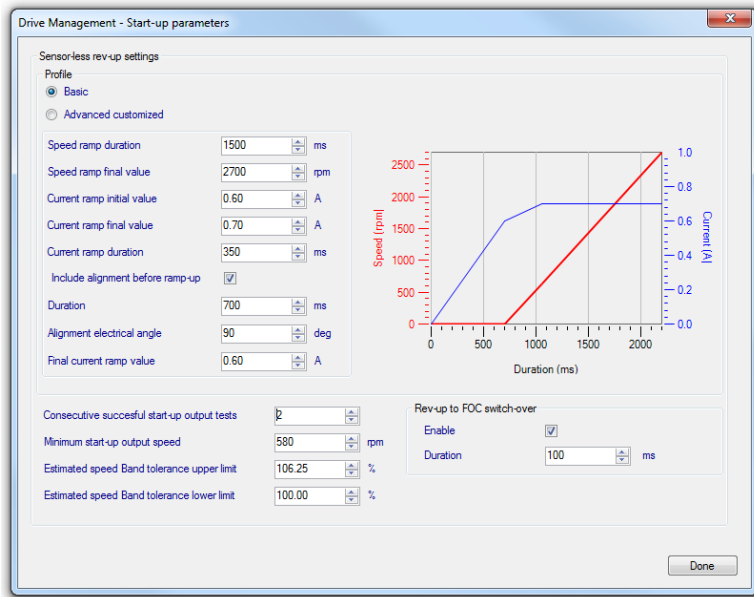 Drive Management - Start-up parameters
Sensor-less rev-up settings
Profile
Basic
Advanced customized
Speed ramp duration 1500 ms
Speed ramp final value 2700 rpm
Current ramp initial value 0.60 A
Current ramp final value 0.70 A
Current ramp duration 350 ms
Include alignment before ramp-up
Duration 700 ms
Alignment electrical angle 90 deg
Final current ramp value 0.60 A
Speed (rpm)
2500
2000
1500
1000
500
0
1.0
0.8
0.6
0.4
0.2
0.0
Current (A)
0 500 1000 1500 2000
Duration (ms)
Consecutive succesful start-up output tests 2
Minimum start-up output speed 580 rpm
Estimated speed Band tolerance upper limit 106.25 %
Estimated speed Band tolerance lower limit 100.00 %
Rev-up to FOC switch-over
Enable
Duration 100 ms
Done